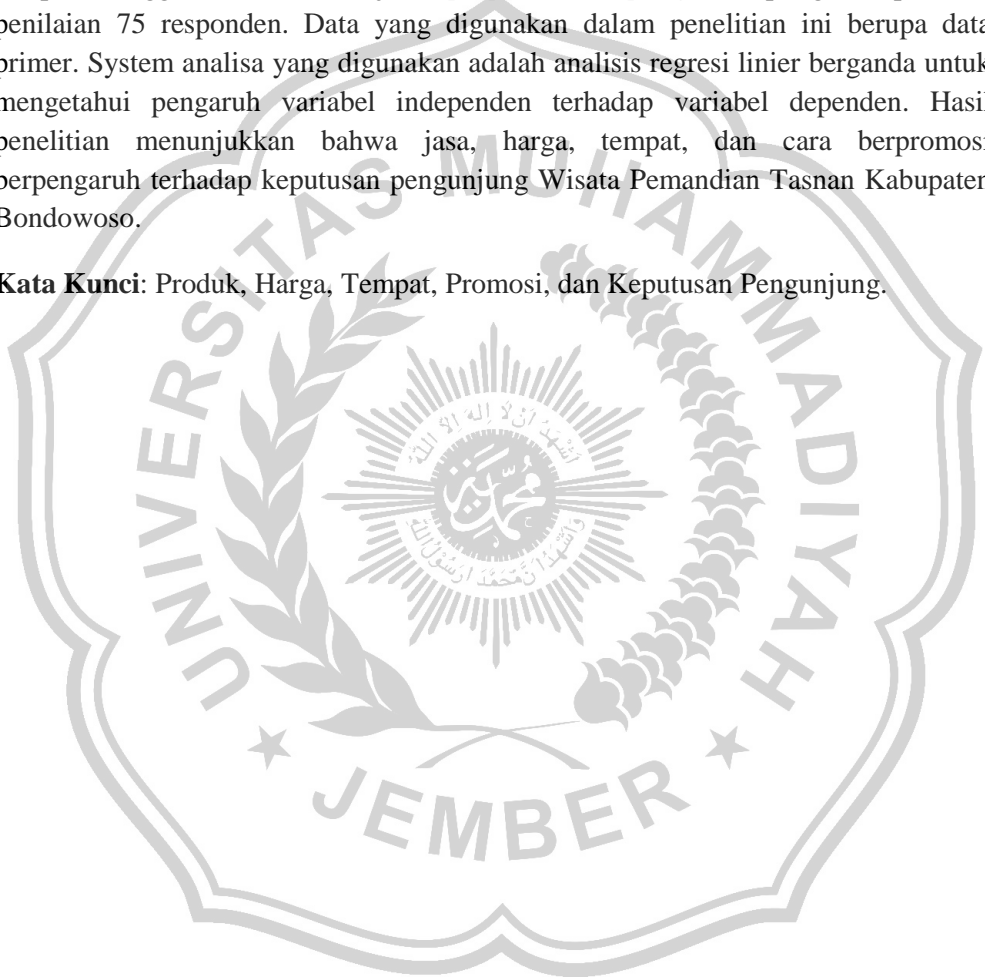 penilaian 75 responden. Data yang digunakan dalam penelitian ini berupa data
primer. System analisa yang digunakan adalah analisis regresi linier berganda untuk
mengetahui pengaruh variabel independen terhadap variabel dependen. Hasil
penelitian menunjukkan bahwa jasa, harga, tempat, dan cara berpromosi
berpengaruh terhadap keputusan pengunjung Wisata Pemandian Tasnan Kabupaten
Bondowoso.
Kata Kunci: Produk, Harga, Tempat, Promosi, dan Keputusan Pengunjung.
UNIVERSITAS MUHAMMADIYAH
JEMBER